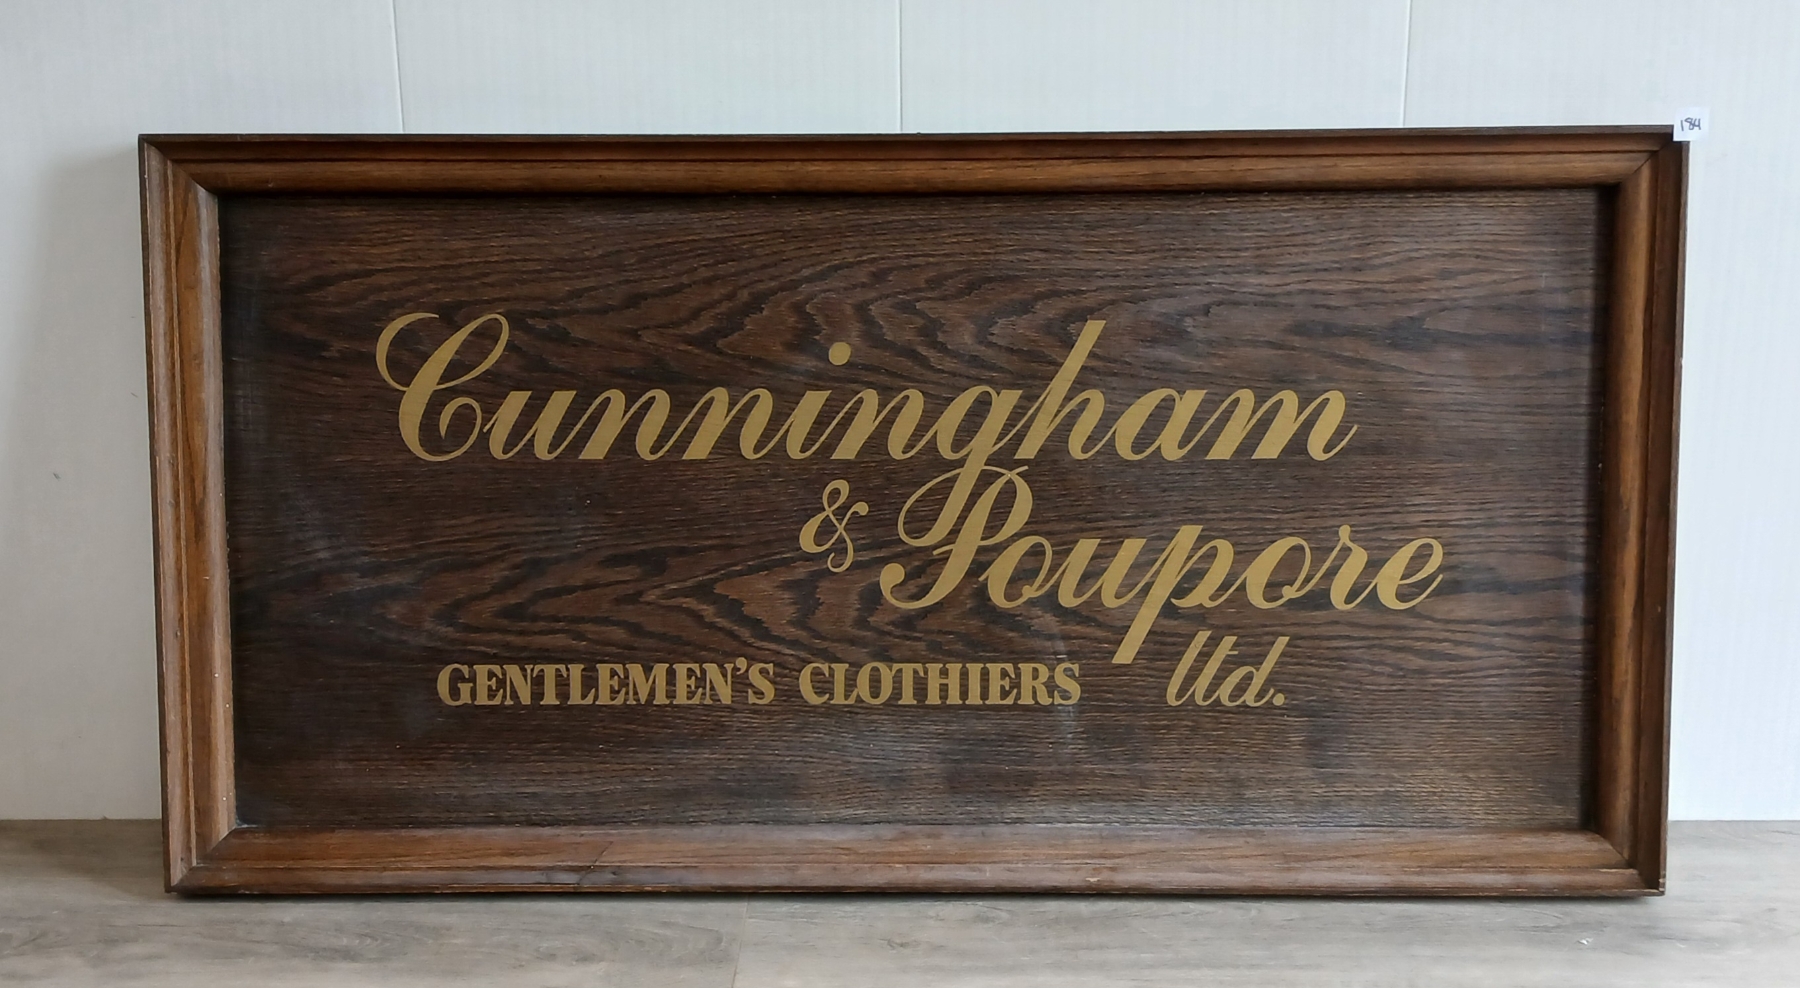 184
Cunningham
& Poupore
GENTLEMEN'S CLOTHIERS ltd.